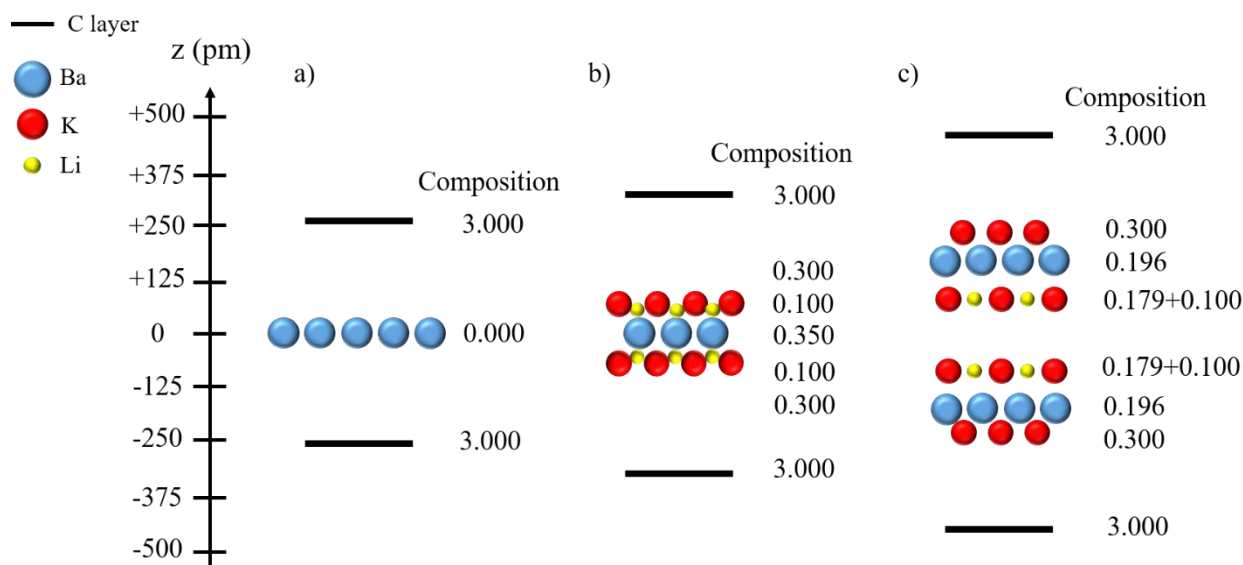 C layer
Ba
K
Li
z (pm)
+500
+375
+250
+125
0
-125
-250
-375
-500
a)
Composition
3.000
0.000
3.000
b)
Composition
3.000
0.300
0.100
0.350
0.100
0.300
3.000
c)
Composition
3.000
0.300
0.196
0.179+0.100
0.179+0.100
0.196
0.300
3.000